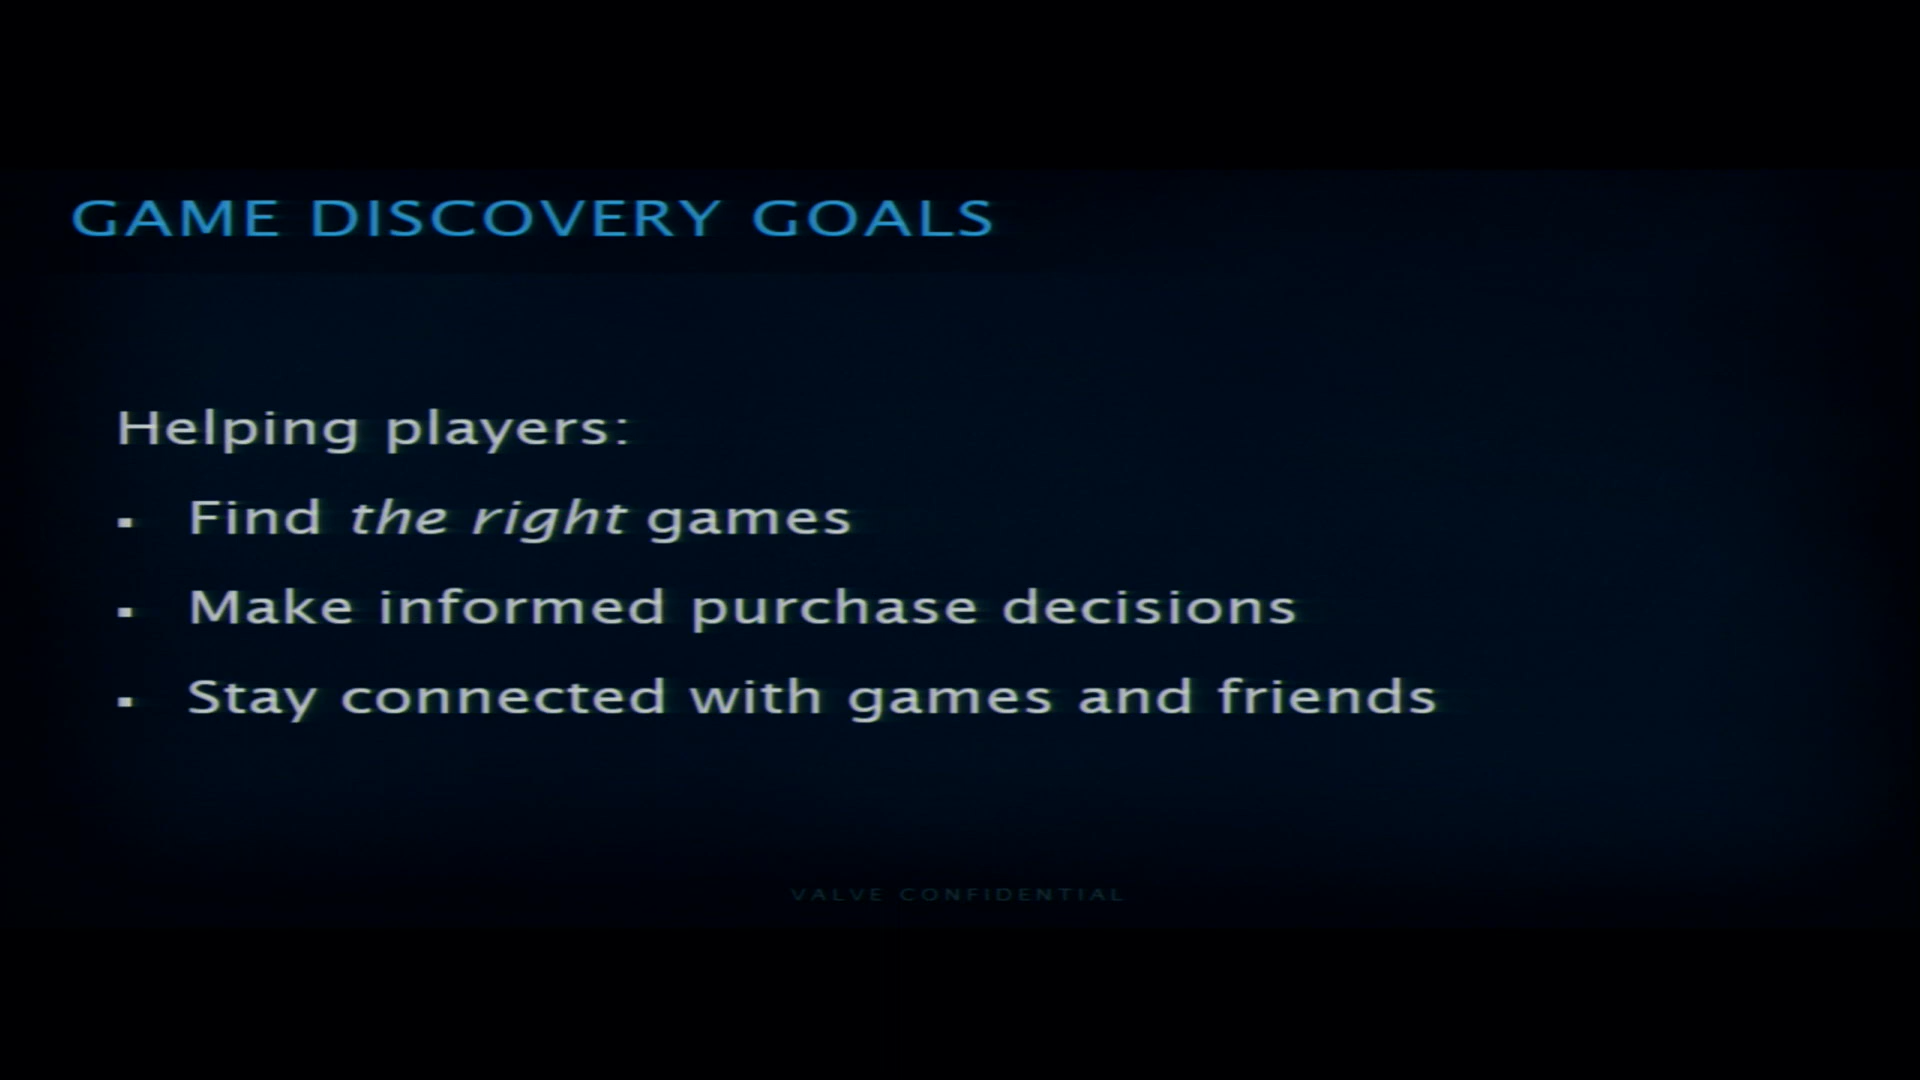 GAME DISCOVERY GOALS
Helping players:
▪ Find the right games
▪ Make informed purchase decisions
▪ Stay connected with games and friends
VALVE CONFIDENTIAL